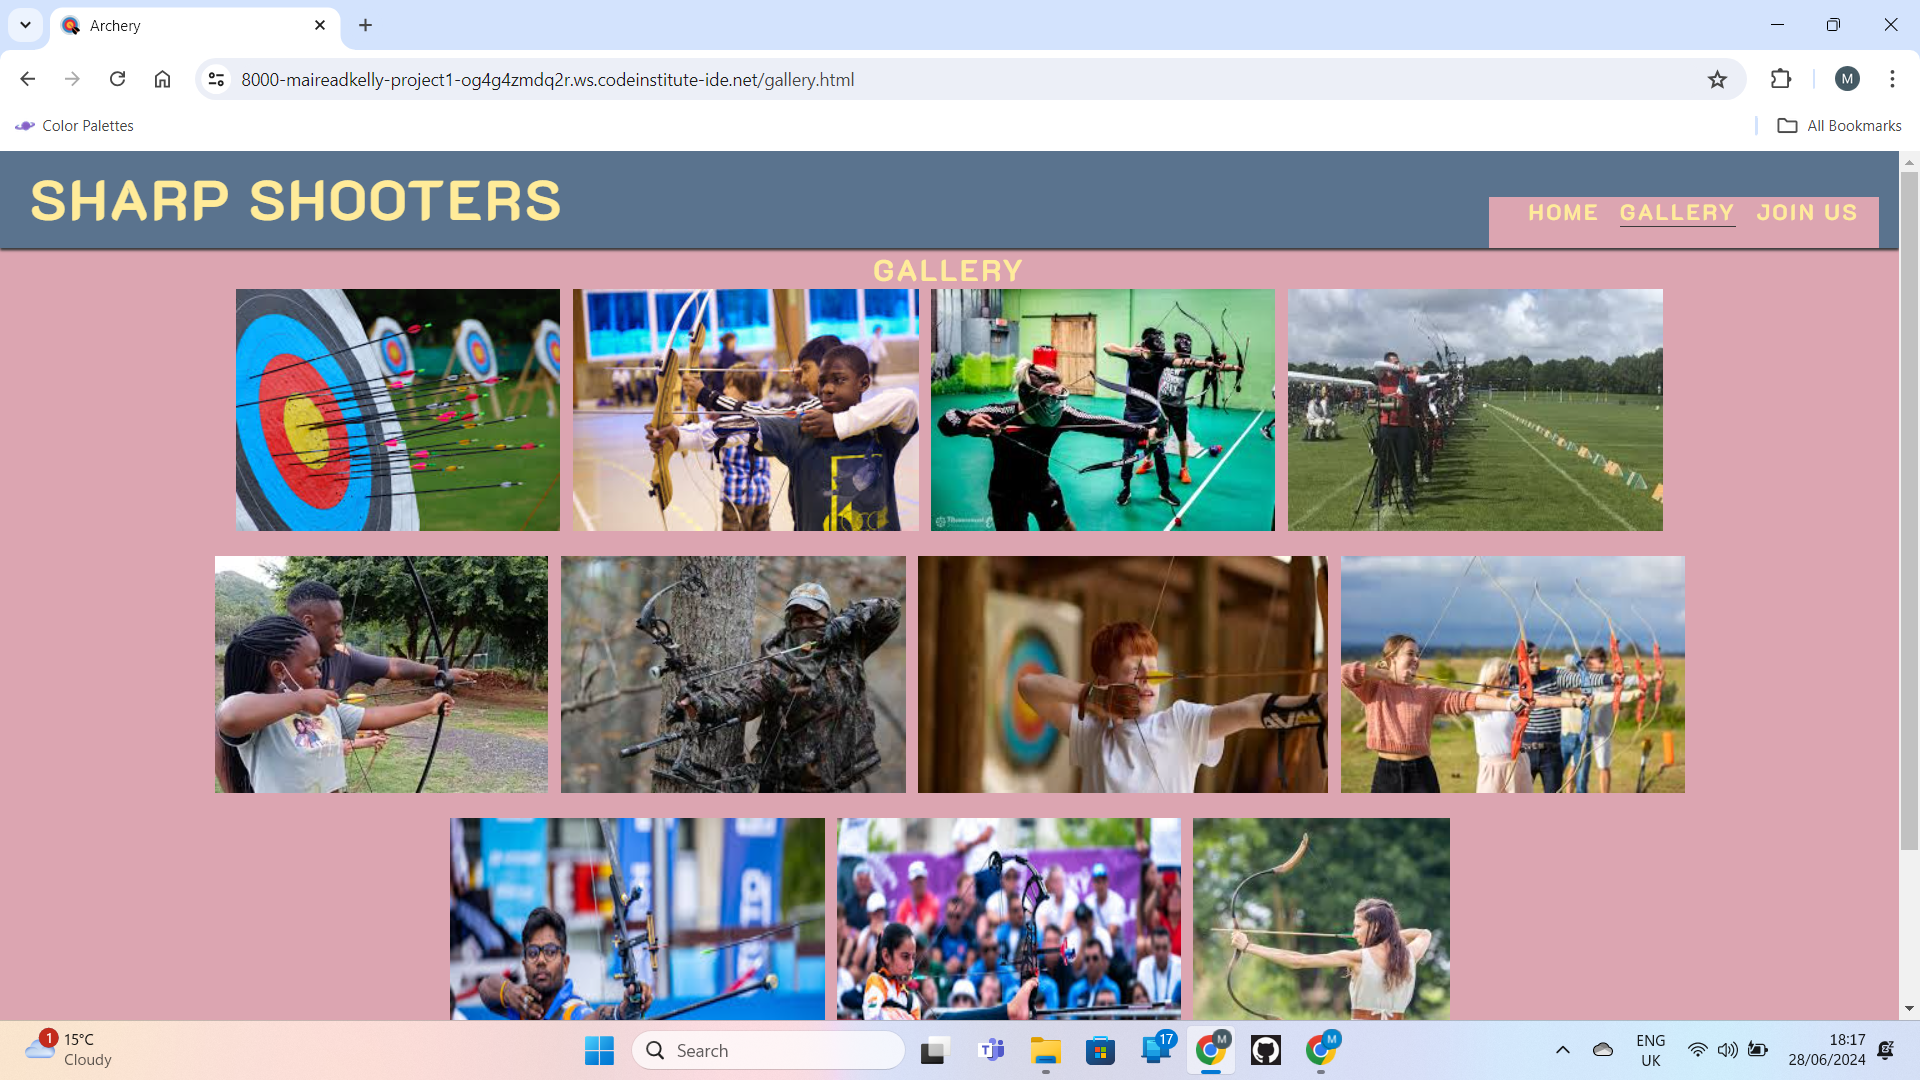 Archery
8000-maireadkelly-project1-og4g4zmdq2r.ws.codeinstitute-ide.net/gallery.html
M
Color Palettes
All Bookmarks
SHARP SHOOTERS
HOME GALLERY JOIN US
GALLERY
1
15°C
Cloudy
Search
17
M
M
ENG
UK
18:17
28/06/2024